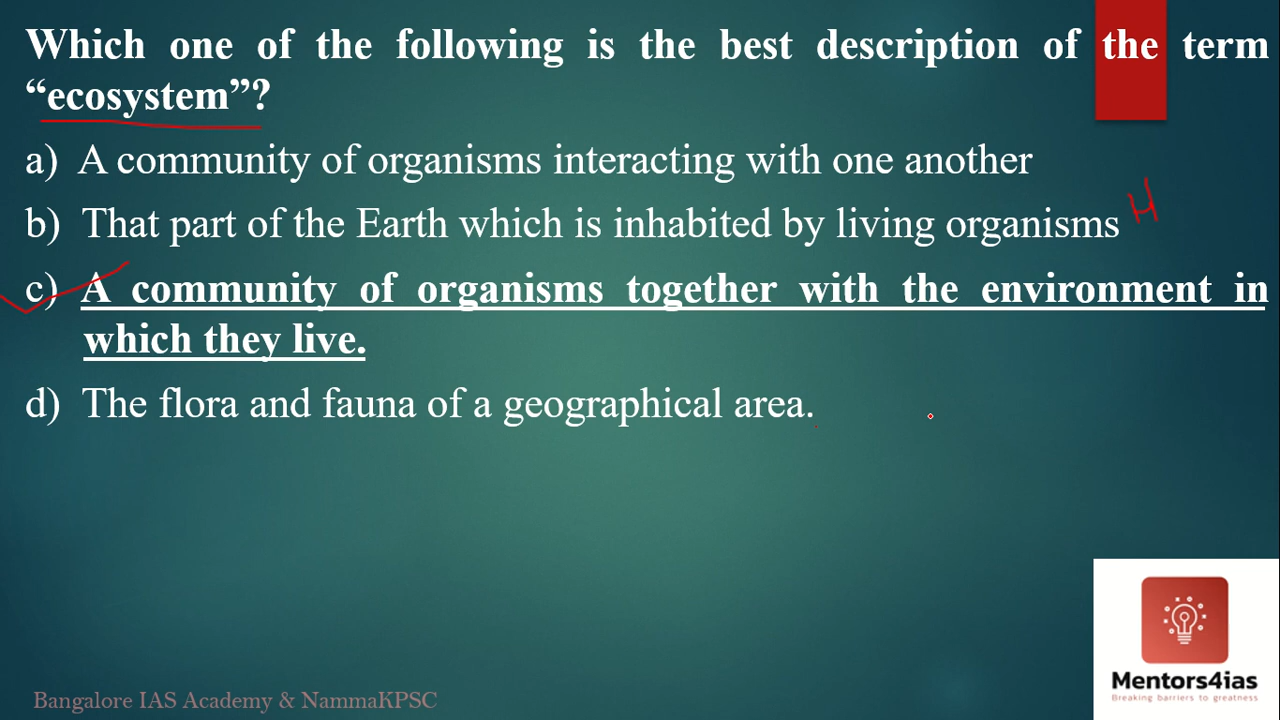 Which one of the following is the best description of the term
“ecosystem”?
a) A community of organisms interacting with one another
b) That part of the Earth which is inhabited by living organisms H
c) A community of organisms together with the environment in
which they live.
d) The flora and fauna of a geographical area.
Mentors4ias
Breaking barriers to greatness
Bangalore IAS Academy & NammaKPSC